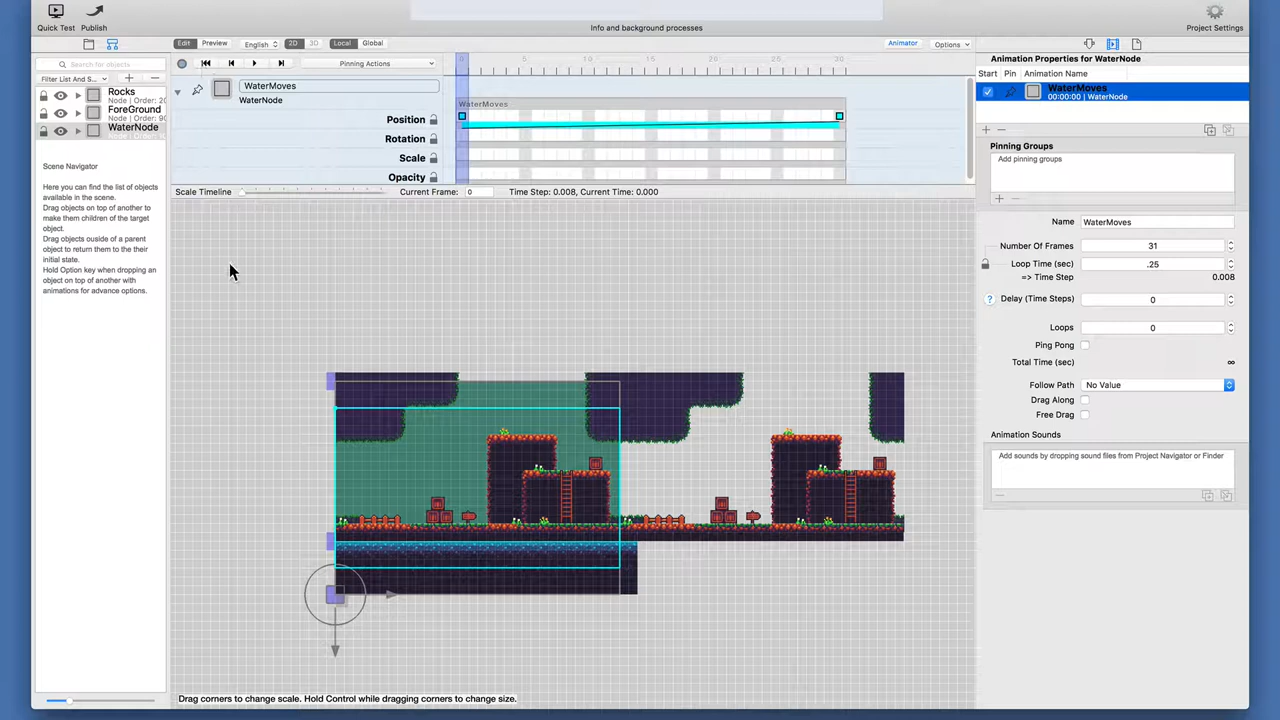 Quick Test
Publish
Info and background processes
Project Settings
Edit
Preview
English
2D
3D
Local
Global
Animator
Options
Animation Properties for WaterNode
Search for objects
Pinning Actions
0
5
10
15
20
25
30
Start
Pin
Animation Name
Filter List And S...
WaterMoves
WaterNode
WaterMoves
00:00:00 | WaterNode
Rocks
Node | Order: 20
ForeGround
Node | Order: 90
WaterNode
WaterMoves
Position
Rotation
Scale
Opacity
Pinning Groups
Add pinning groups
Scene Navigator
Here you can find the list of objects
available in the scene.
Drag objects on top of another to
make them children of the target
object.
Drag objects ouside of a parent
object to return them to the their
initial state.
Hold Option key when dropping an
object on top of another with
animations for advance options.
Scale Timeline
Current Frame:
0
Time Step: 0.008, Current Time: 0.000
Name
WaterMoves
Number Of Frames
31
Loop Time (sec)
.25
=> Time Step
0.008
?
Delay (Time Steps)
0
Loops
0
Ping Pong
Total Time (sec)
∞
Follow Path
No Value
Drag Along
Free Drag
Animation Sounds
Add sounds by dropping sound files from Project Navigator or Finder
Drag corners to change scale. Hold Control while dragging corners to change size.